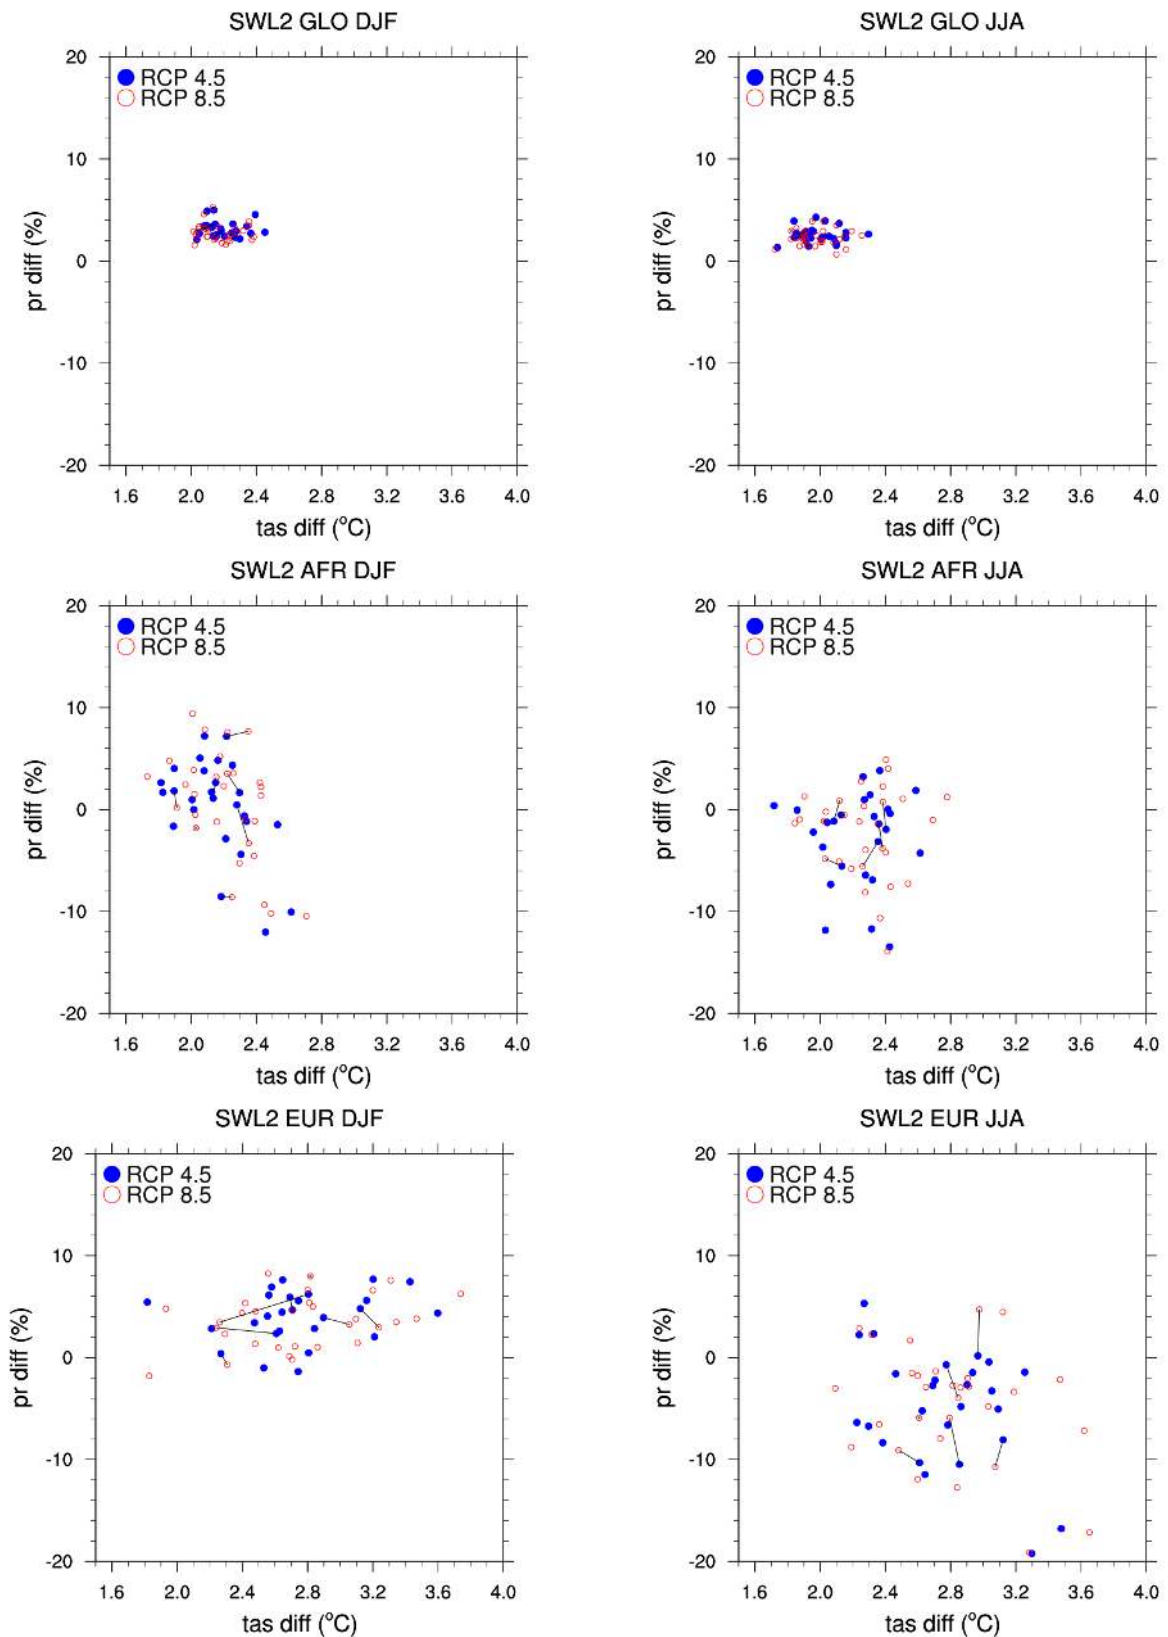 SWL2 GLO DJF
20
10
0
-10
-20
pr diff (%)
RCP 4.5
RCP 8.5
1.6 2.0 2.4 2.8 3.2 3.6 4.0
tas diff (°C)
SWL2 GLO JJA
20
10
0
-10
-20
pr diff (%)
RCP 4.5
RCP 8.5
1.6 2.0 2.4 2.8 3.2 3.6 4.0
tas diff (°C)
SWL2 AFR DJF
20
10
0
-10
-20
pr diff (%)
RCP 4.5
RCP 8.5
1.6 2.0 2.4 2.8 3.2 3.6 4.0
tas diff (°C)
SWL2 AFR JJA
20
10
0
-10
-20
pr diff (%)
RCP 4.5
RCP 8.5
1.6 2.0 2.4 2.8 3.2 3.6 4.0
tas diff (°C)
SWL2 EUR DJF
20
10
0
-10
-20
pr diff (%)
RCP 4.5
RCP 8.5
1.6 2.0 2.4 2.8 3.2 3.6 4.0
tas diff (°C)
SWL2 EUR JJA
20
10
0
-10
-20
pr diff (%)
RCP 4.5
RCP 8.5
1.6 2.0 2.4 2.8 3.2 3.6 4.0
tas diff (°C)